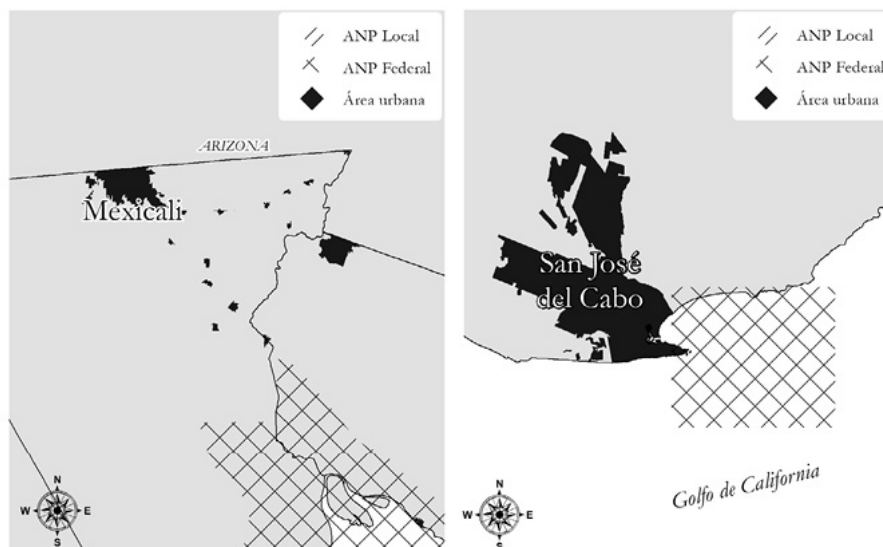 ANP Local
ANP Federal
Área urbana
ARIZONA
Mexicali
N
W E
S
ANP Local
ANP Federal
Área urbana
San José
del Cabo
Golfo de California
N
W E
S